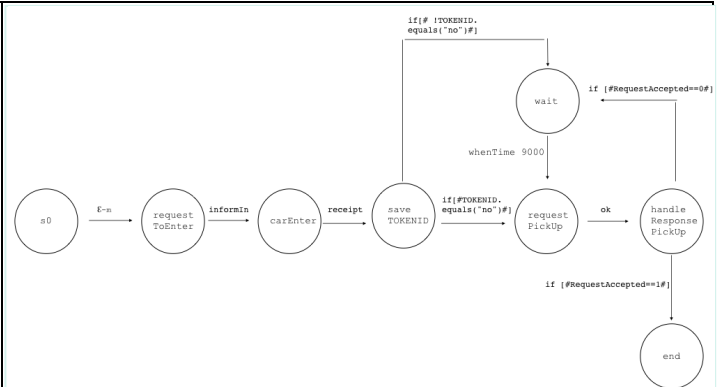 if[# !TOKENID.
equals("no")#]
if [#RequestAccepted==0#]
wait
whenTime 9000
s0
ε-n
request
ToEnter
informIn
carEnter
receipt
save
TOKENID
if[#TOKENID.
equals("no")#]
request
PickUp
ok
handle
Response
PickUp
if [#RequestAccepted==1#]
end